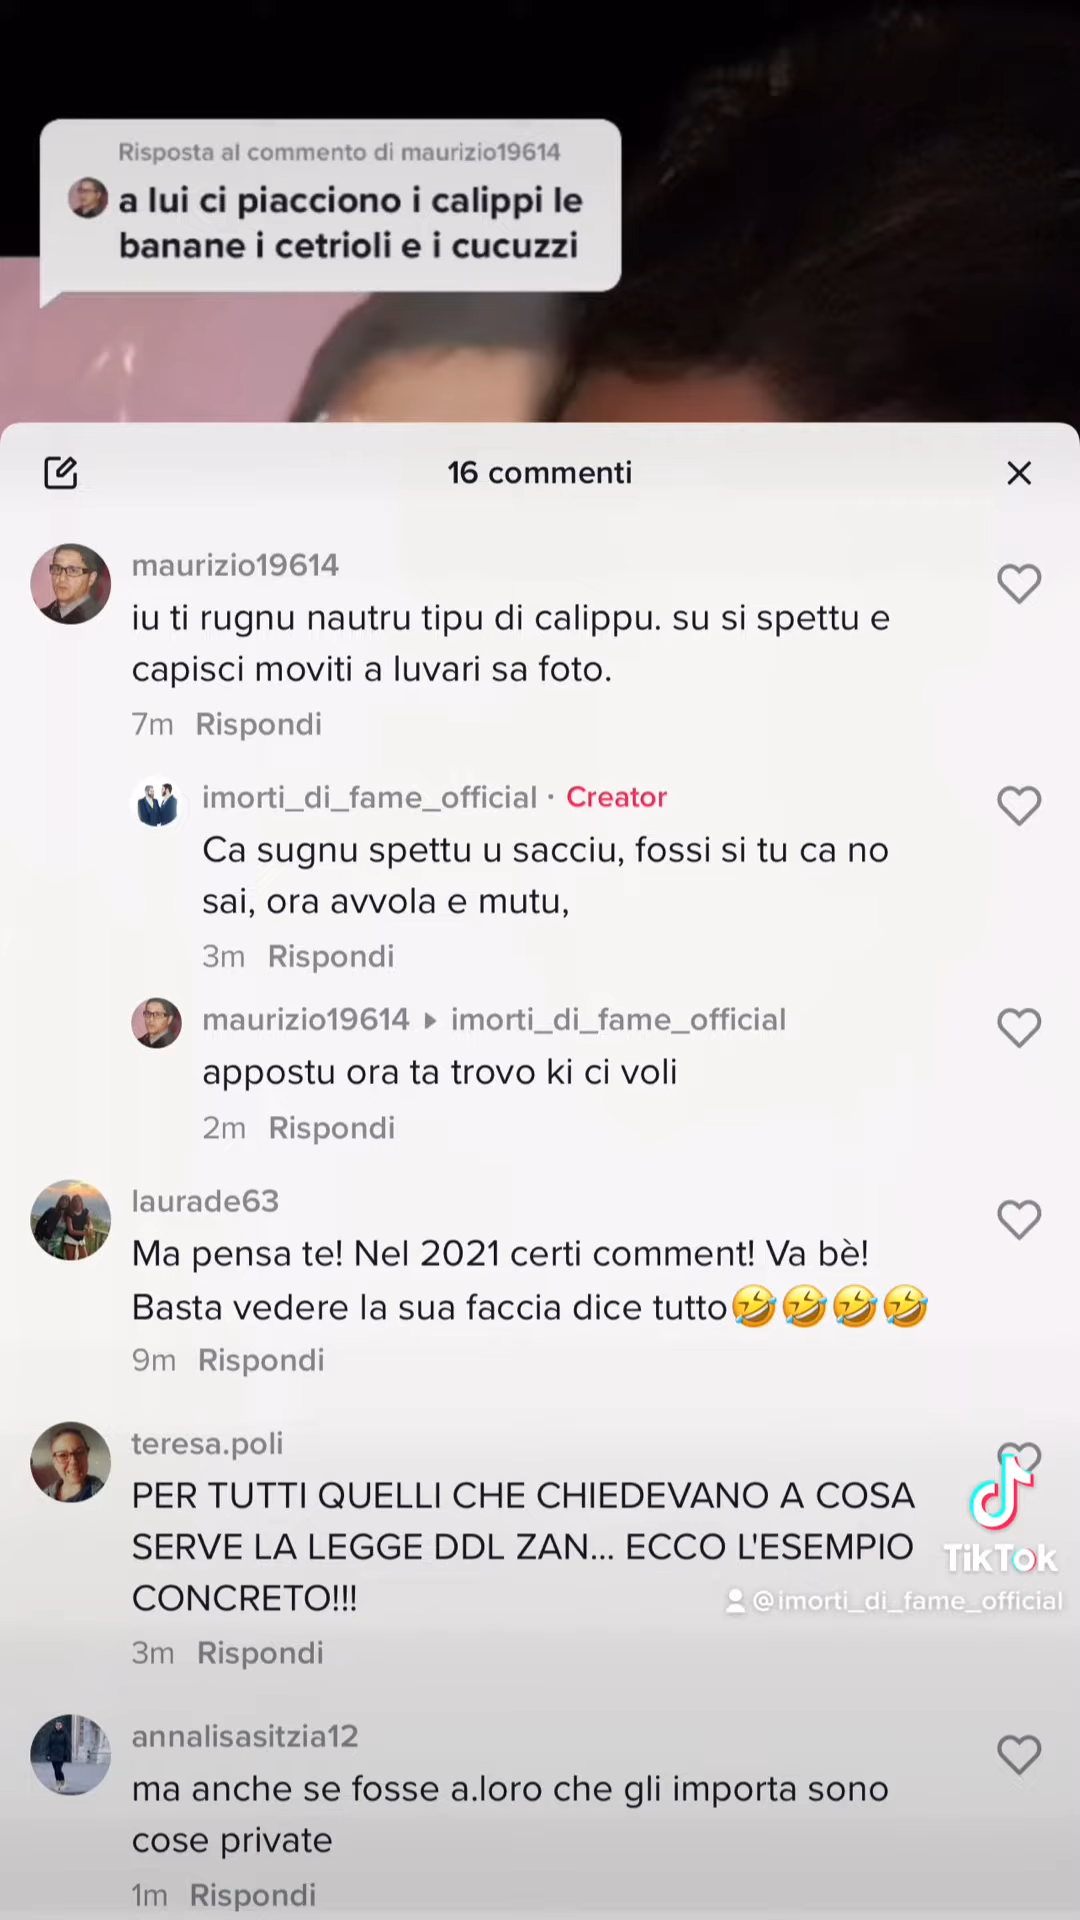 Risposta al commento di maurizio19614
a lui ci piacciono i calippi le
banane i cetrioli e i cucuzzi
16 commenti
maurizio19614
iu ti rugnu nautru tipu di calippu. su si spettu e
capisci moviti a luvari sa foto.
7m Rispondi
imorti_di_fame_official · Creator
Ca sugnu spettu u sacciu, fossi si tu ca no
sai, ora avvola e mutu,
3m Rispondi
maurizio19614 ▸ imorti_di_fame_official
appostu ora ta trovo ki ci voli
2m Rispondi
laurade63
Ma pensa te! Nel 2021 certi comment! Va bè!
Basta vedere la sua faccia dice tutto🤣🤣🤣🤣
9m Rispondi
teresa.poli
PER TUTTI QUELLI CHE CHIEDEVANO A COSA
SERVE LA LEGGE DDL ZAN... ECCO L'ESEMPIO
CONCRETO!!!
3m Rispondi
TikTok
@imorti_di_fame_official
annalisasitzia12
ma anche se fosse a.loro che gli importa sono
cose private
1m Rispondi